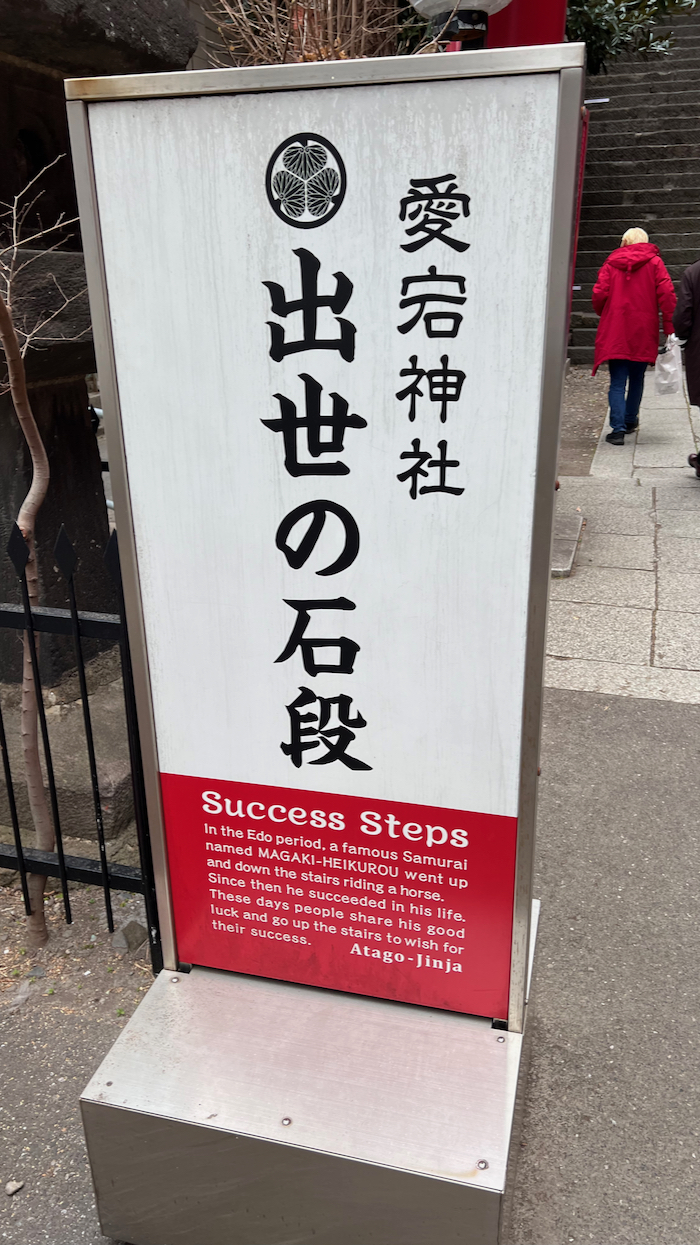 愛宕神社
出世の石段
Success Steps
In the Edo period, a famous Samurai
named MAGAKI-HEIKUROU went up
and down the stairs riding a horse.
Since then he succeeded in his life.
These days people share his good
luck and go up the stairs to wish for
their success.
Atago-Jinja